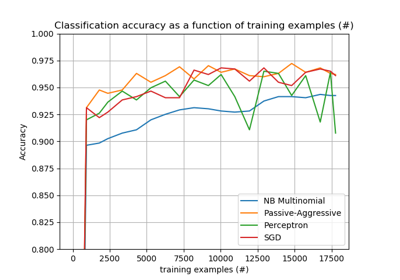 Classification accuracy as a function of training examples (#)
1.000
0.975
0.950
0.925
0.900
0.875
0.850
0.825
0.800
Accuracy
NB Multinomial
Passive-Aggressive
Perceptron
SGD
0 2500 5000 7500 10000 12500 15000 17500
training examples (#)